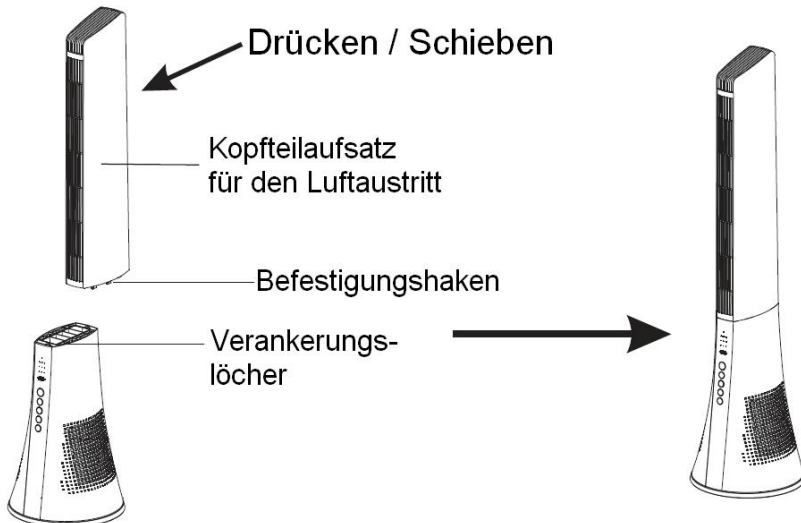 Drücken / Schieben
Kopfteilaufsatz
für den Luftaustritt
Befestigungshaken
Verankerungs-
löcher